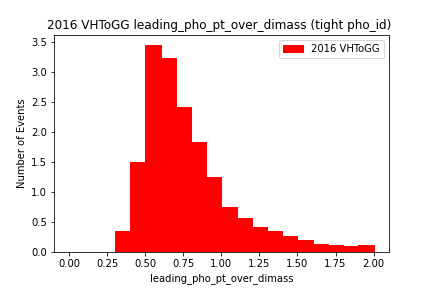 2016 VHToGG leading_pho_pt_over_dimass (tight pho_id)
2016 VHToGG
Number of Events
3.5
3.0
2.5
2.0
1.5
1.0
0.5
0.0
0.00 0.25 0.50 0.75 1.00 1.25 1.50 1.75 2.00
leading_pho_pt_over_dimass